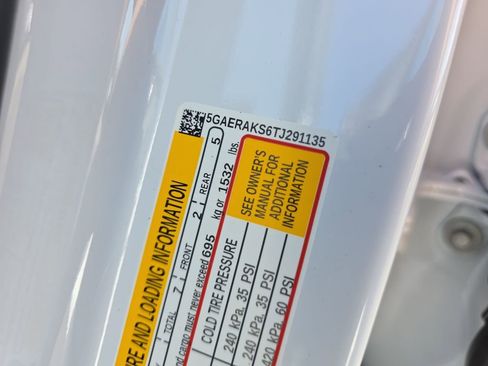 5GAERAKS6TJ291135
RE AND LOADING INFORMATION
TOTAL 7 FRONT 2 REAR 5
and cargo must never exceed 695 kg or 1532 lbs.
COLD TIRE PRESSURE
240 kPa, 35 PSI
240 kPa, 35 PSI
420 kPa, 60 PSI
SEE OWNER'S
MANUAL FOR
ADDITIONAL
INFORMATION